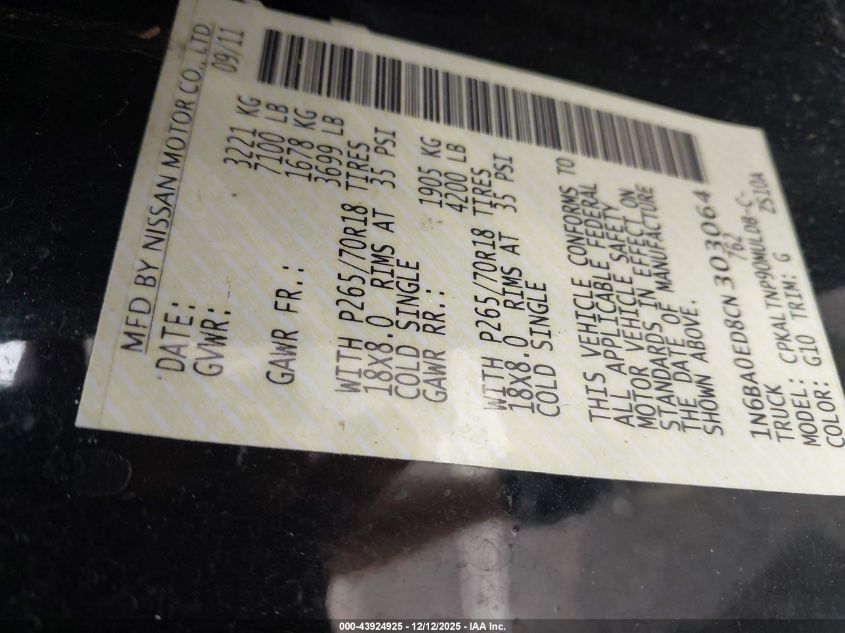 MFD BY NISSAN MOTOR CO., LTD
DATE: 09/11
GVWR: 3221 KG
7100 LB
GAWR FR.: 1678 KG
3699 LB
WITH P265/70R18 TIRES
18X8.0 RIMS AT 35 PSI
COLD SINGLE
GAWR RR.: 1905 KG
4200 LB
WITH P265/70R18 TIRES
18X8.0 RIMS AT 35 PSI
COLD SINGLE
THIS VEHICLE CONFORMS TO
ALL APPLICABLE FEDERAL
MOTOR VEHICLE SAFETY
STANDARDS IN EFFECT ON
THE DATE OF MANUFACTURE
SHOWN ABOVE.
1N6BA0ED8CN303064
TRUCK 762
MODEL: CPKALTNP90MULDB-C-
COLOR: G10 TRIM: G ZS10A
000-43924925 - 12/12/2025 - IAA Inc.